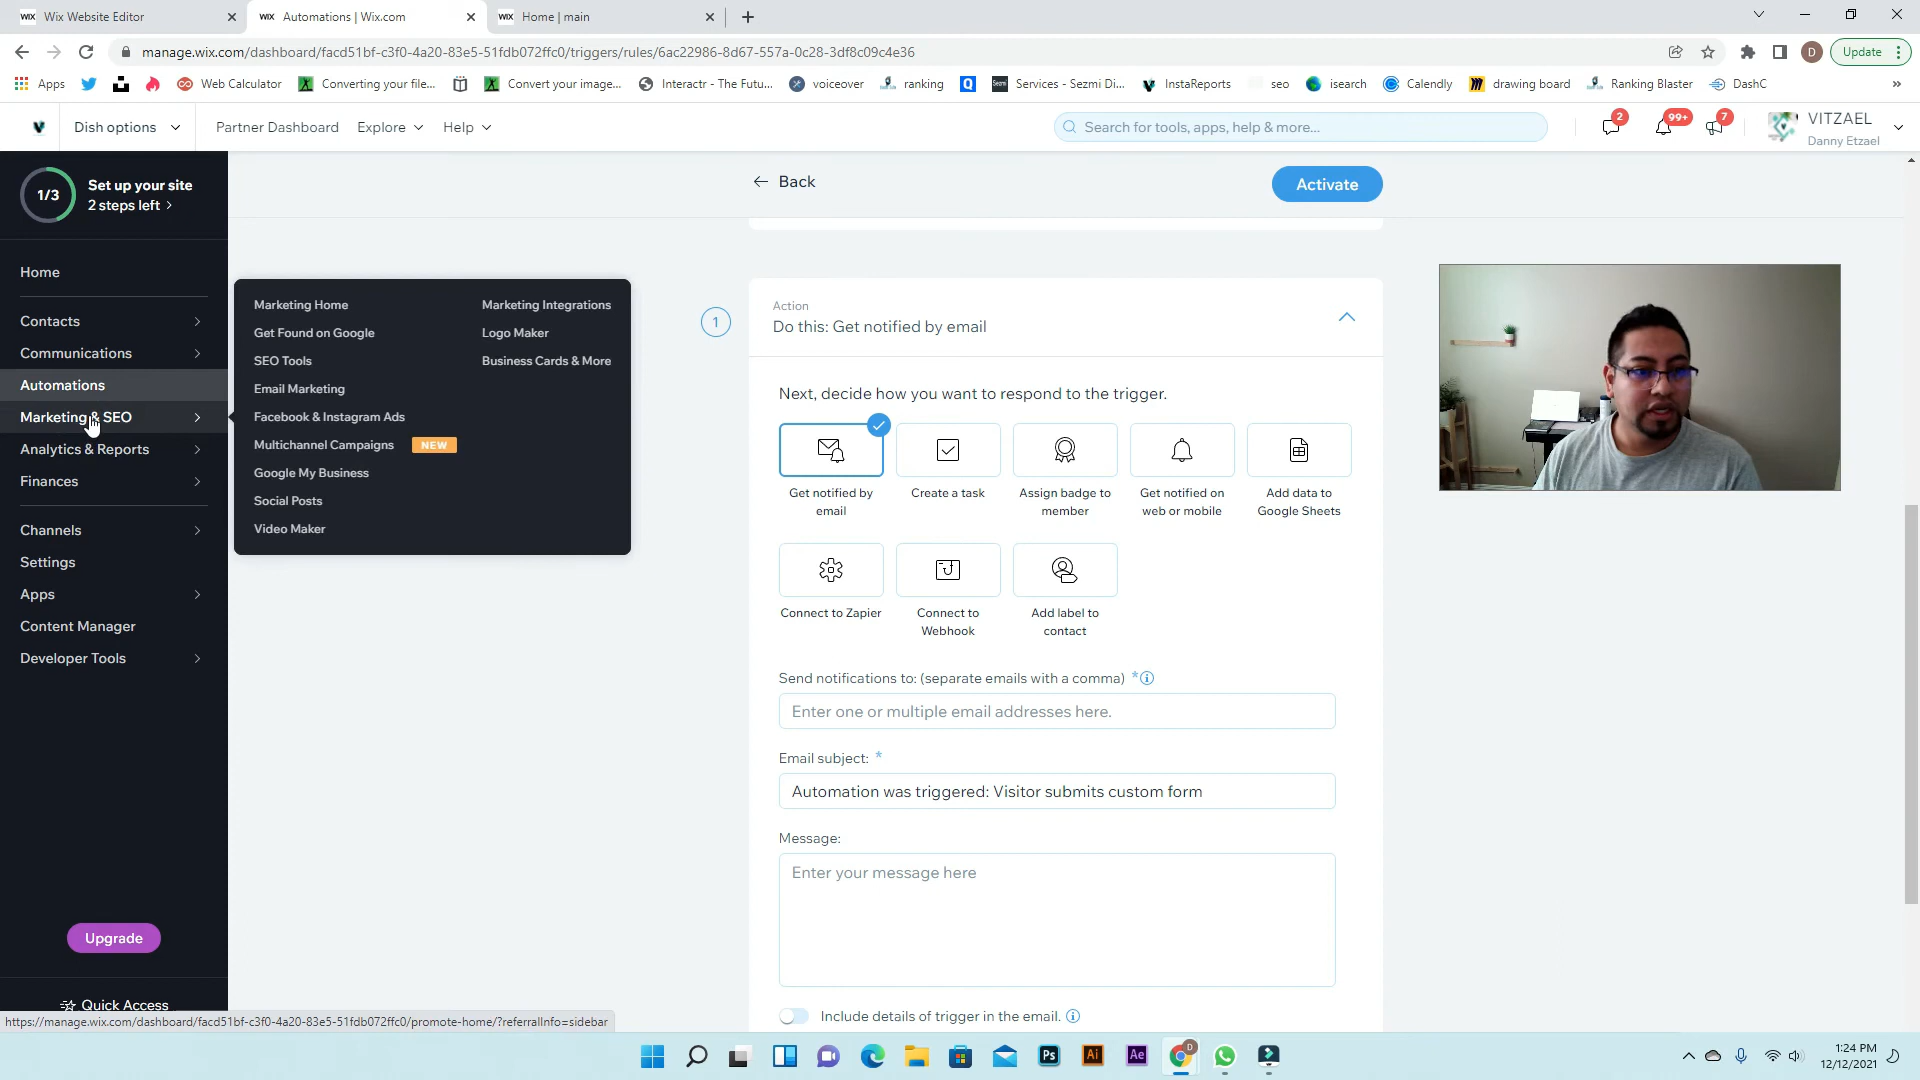 WIX Wix Website Editor
WIX Automations | Wix.com
WIX Home | main
manage.wix.com/dashboard/facd51bf-c3f0-4a20-83e5-51fdb072ffc0/triggers/rules/6ac22986-8d67-557a-0c28-3df8c09c4e36
D
Update
Apps
Web Calculator
Converting your file...
Convert your image...
Interactr - The Futu...
voiceover
ranking
Services - Sezmi Di...
InstaReports
seo
isearch
Calendly
drawing board
Ranking Blaster
DashC
Dish options
Partner Dashboard
Explore
Help
Search for tools, apps, help & more...
2
99+
7
VITZAEL
Danny Etzael
1/3
Set up your site
2 steps left
Home
Contacts
Communications
Automations
Marketing & SEO
Analytics & Reports
Finances
Channels
Settings
Apps
Content Manager
Developer Tools
Upgrade
Quick Access
Marketing Home
Get Found on Google
SEO Tools
Email Marketing
Facebook & Instagram Ads
Multichannel Campaigns NEW
Google My Business
Social Posts
Video Maker
Marketing Integrations
Logo Maker
Business Cards & More
Back
Activate
1
Action
Do this: Get notified by email
Next, decide how you want to respond to the trigger.
Get notified by
email
Create a task
Assign badge to
member
Get notified on
web or mobile
Add data to
Google Sheets
Connect to Zapier
Connect to
Webhook
Add label to
contact
Send notifications to: (separate emails with a comma) *
Enter one or multiple email addresses here.
Email subject: *
Automation was triggered: Visitor submits custom form
Message:
Enter your message here
Include details of trigger in the email.
https://manage.wix.com/dashboard/facd51bf-c3f0-4a20-83e5-51fdb072ffc0/promote-home/?referralInfo=sidebar
Ps
Ai
Ae
D
1:24 PM
12/12/2021